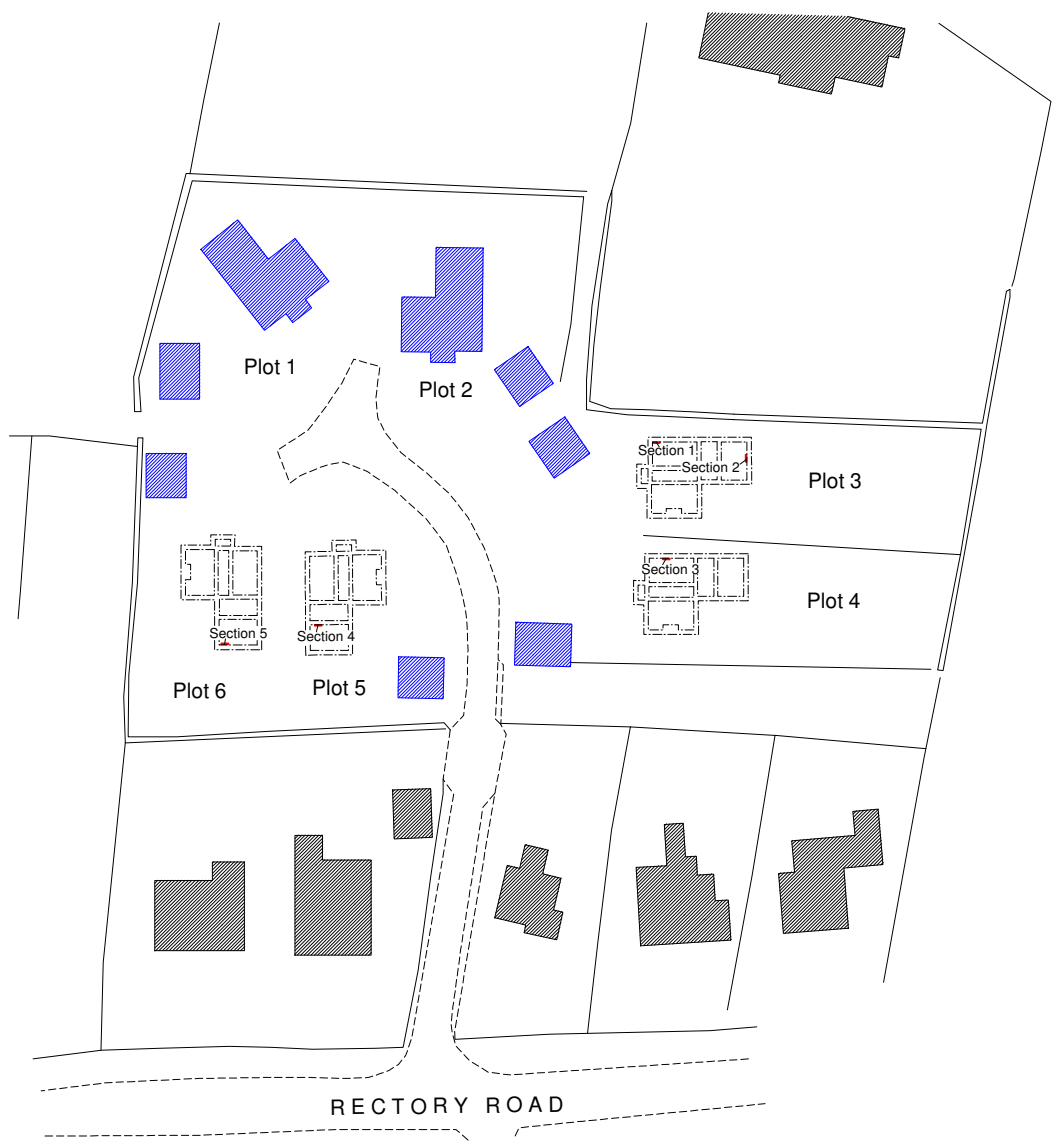 Plot 1
Plot 2
Section 1
Section 2
Plot 3
Section 3
Plot 4
Section 5
Section 4
Plot 6
Plot 5
RECTORY ROAD